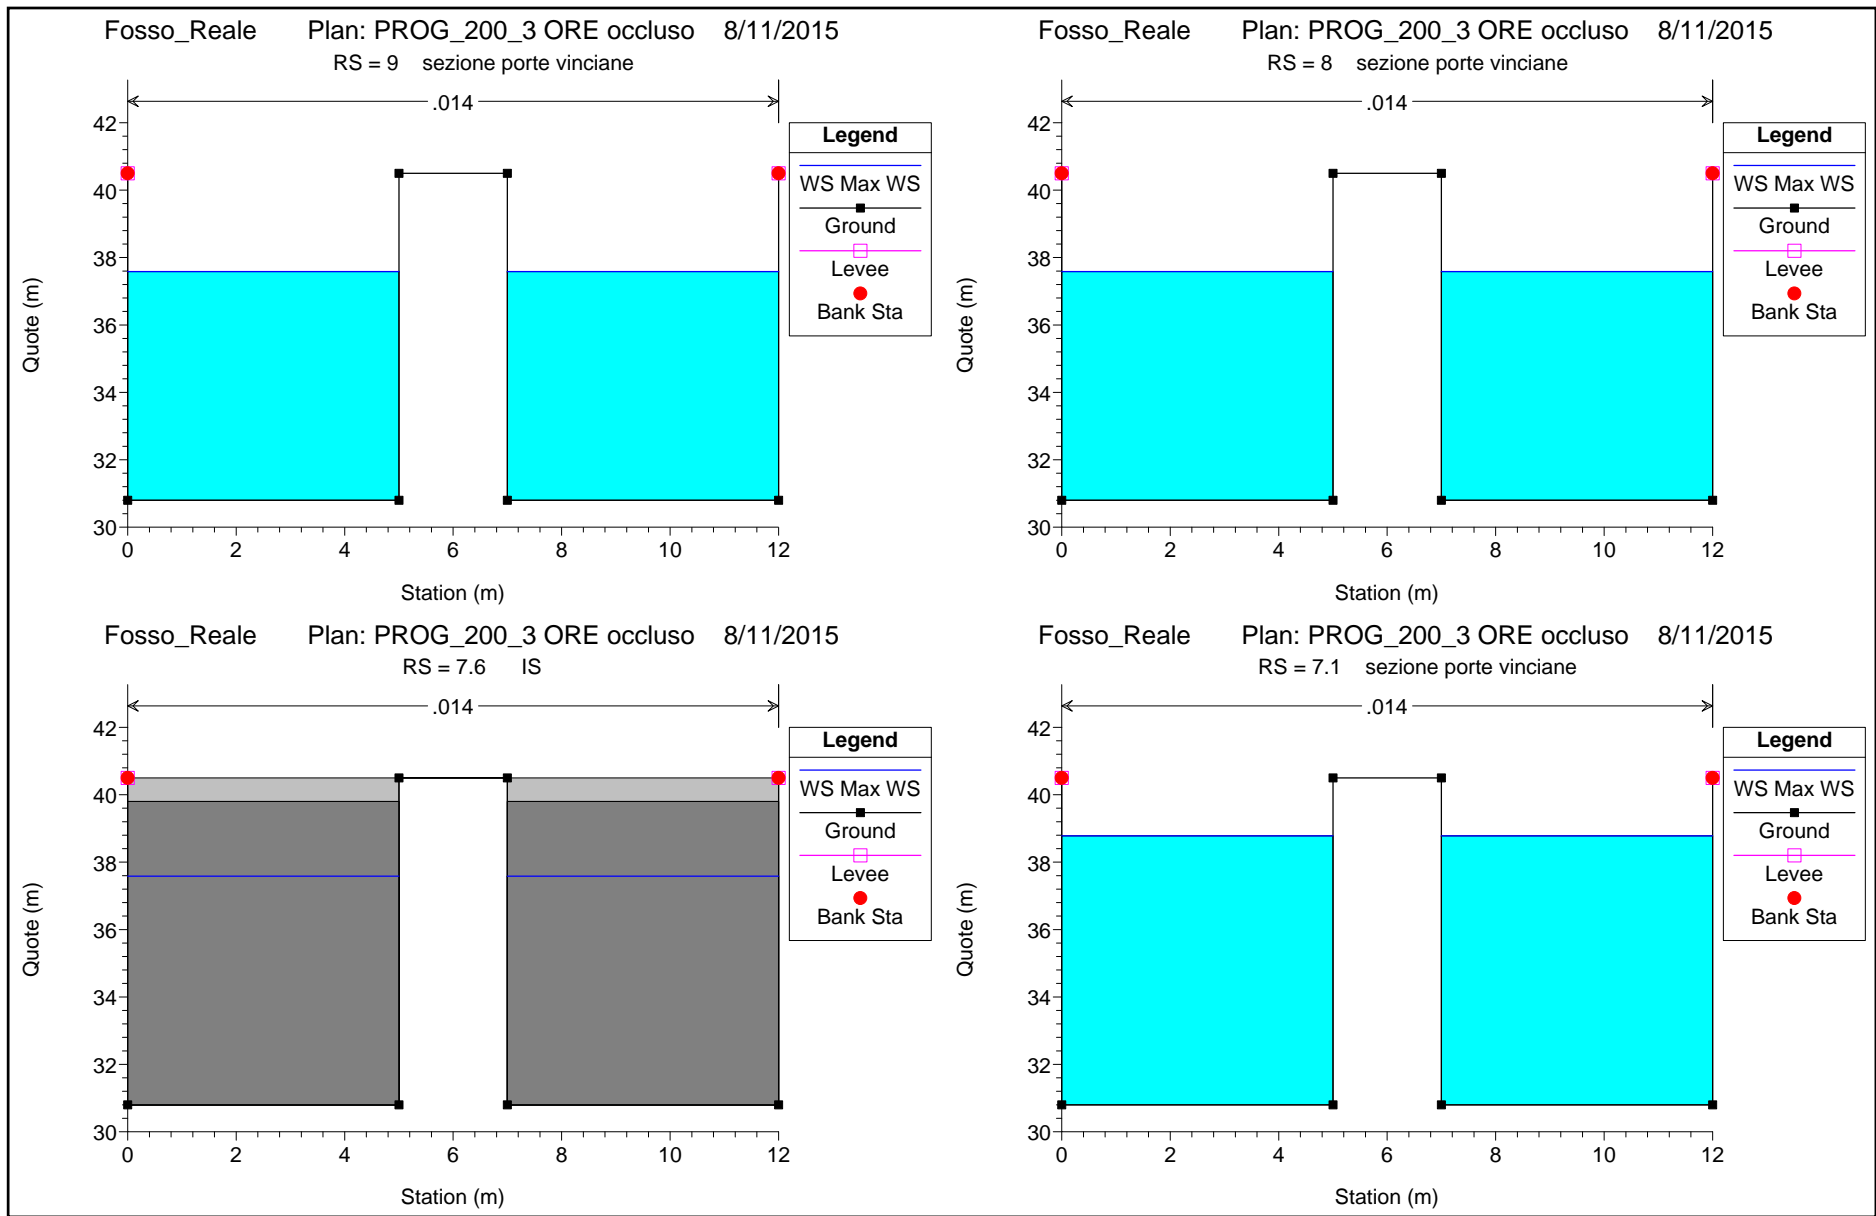 Fosso_Reale Plan: PROG_200_3 ORE occluso 8/11/2015
RS = 9 sezione porte vinciane
.014
42
40
38
36
34
32
30
Quote (m)
0 2 4 6 8 10 12
Station (m)
Legend
WS Max WS
Ground
Levee
Bank Sta
Fosso_Reale Plan: PROG_200_3 ORE occluso 8/11/2015
RS = 8 sezione porte vinciane
.014
42
40
38
36
34
32
30
Quote (m)
0 2 4 6 8 10 12
Station (m)
Legend
WS Max WS
Ground
Levee
Bank Sta
Fosso_Reale Plan: PROG_200_3 ORE occluso 8/11/2015
RS = 7.6 IS
.014
42
40
38
36
34
32
30
Quote (m)
0 2 4 6 8 10 12
Station (m)
Legend
WS Max WS
Ground
Levee
Bank Sta
Fosso_Reale Plan: PROG_200_3 ORE occluso 8/11/2015
RS = 7.1 sezione porte vinciane
.014
42
40
38
36
34
32
30
Quote (m)
0 2 4 6 8 10 12
Station (m)
Legend
WS Max WS
Ground
Levee
Bank Sta